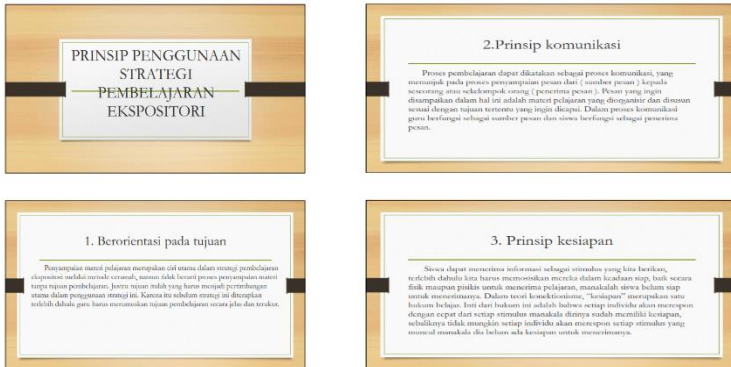 PRINSIP PENGGUNAAN
STRATEGI
PEMBELAJARAN
EKSPOSITORI
1. Berorientasi pada tujuan
Penyampaian materi pelajaran merupakan ciri utama dalam strategi pembelajaran
ekspositori melalui metode ceramah, namun tidak berarti proses penyampaian materi
tanpa tujuan pembelajaran. Justru tujuan itulah yang harus menjadi pertimbangan
utama dalam penggunaan strategi ini. Karena itu sebelum strategi ini diterapkan
terlebih dahulu guru harus merumuskan tujuan pembelajaran secara jelas dan terukur.
2.Prinsip komunikasi
Proses pembelajaran dapat dikatakan sebagai proses komunikasi, yang
menunjuk pada proses penyampaian pesan dari ( sumber pesan ) kepada
seseorang atau sekelompok orang ( penerima pesan ). Pesan yang ingin
disampaikan dalam hal ini adalah materi pelajaran yang diorganisir dan disusun
sesuai dengan tujuan tertentu yang ingin dicapai. Dalam proses komunikasi
guru berfungsi sebagai sumber pesan dan siswa berfungsi sebagai penerima
pesan.
3. Prinsip kesiapan
Siswa dapat menerima informasi sebagai stimulus yang kita berikan,
terlebih dahulu kita harus memosisikan mereka dalam keadaan siap, baik secara
fisik maupun psikis untuk menerima pelajaran, manakalah siswa belum siap
untuk menerimanya. Dalam teori konektionisme, “kesiapan” merupakan satu
hukum belajar. Inti dari hukum ini adalah bahwa setiap individu akan merespon
dengan cepat dari setiap stimulus manakala dirinya sudah memiliki kesiapan,
sebaliknya tidak mungkin setiap individu akan merespon setiap stimulus yang
muncul manakala dia belum ada kesiapan untuk menerimanya.